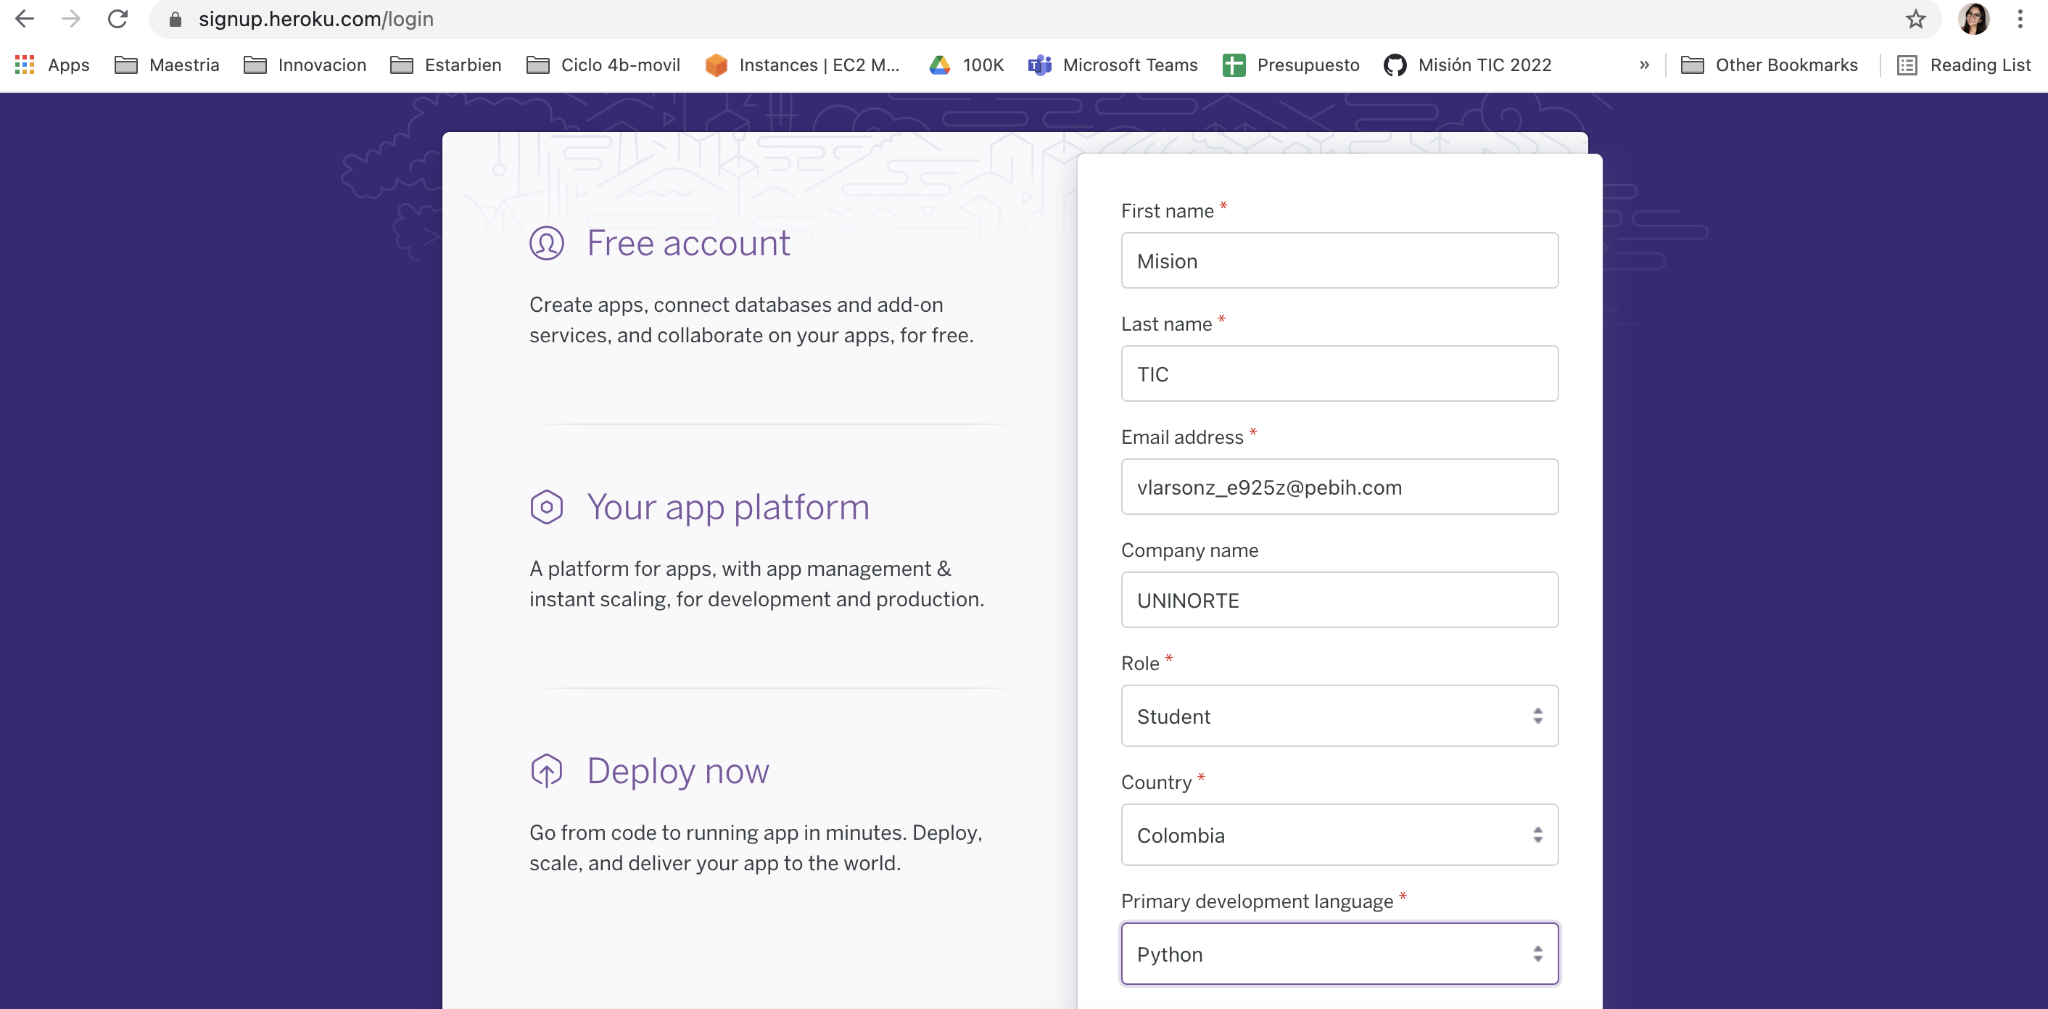 signup.heroku.com/login
Apps
Maestria
Innovacion
Estarbien
Ciclo 4b-movil
Instances | EC2 M...
100K
Microsoft Teams
Presupuesto
Misión TIC 2022
»
Other Bookmarks
Reading List
Free account
Create apps, connect databases and add-on
services, and collaborate on your apps, for free.
Your app platform
A platform for apps, with app management &
instant scaling, for development and production.
Deploy now
Go from code to running app in minutes. Deploy,
scale, and deliver your app to the world.
First name *
Mision
Last name *
TIC
Email address *
vlarsonz_e925z@pebih.com
Company name
UNINORTE
Role *
Student
Country *
Colombia
Primary development language *
Python